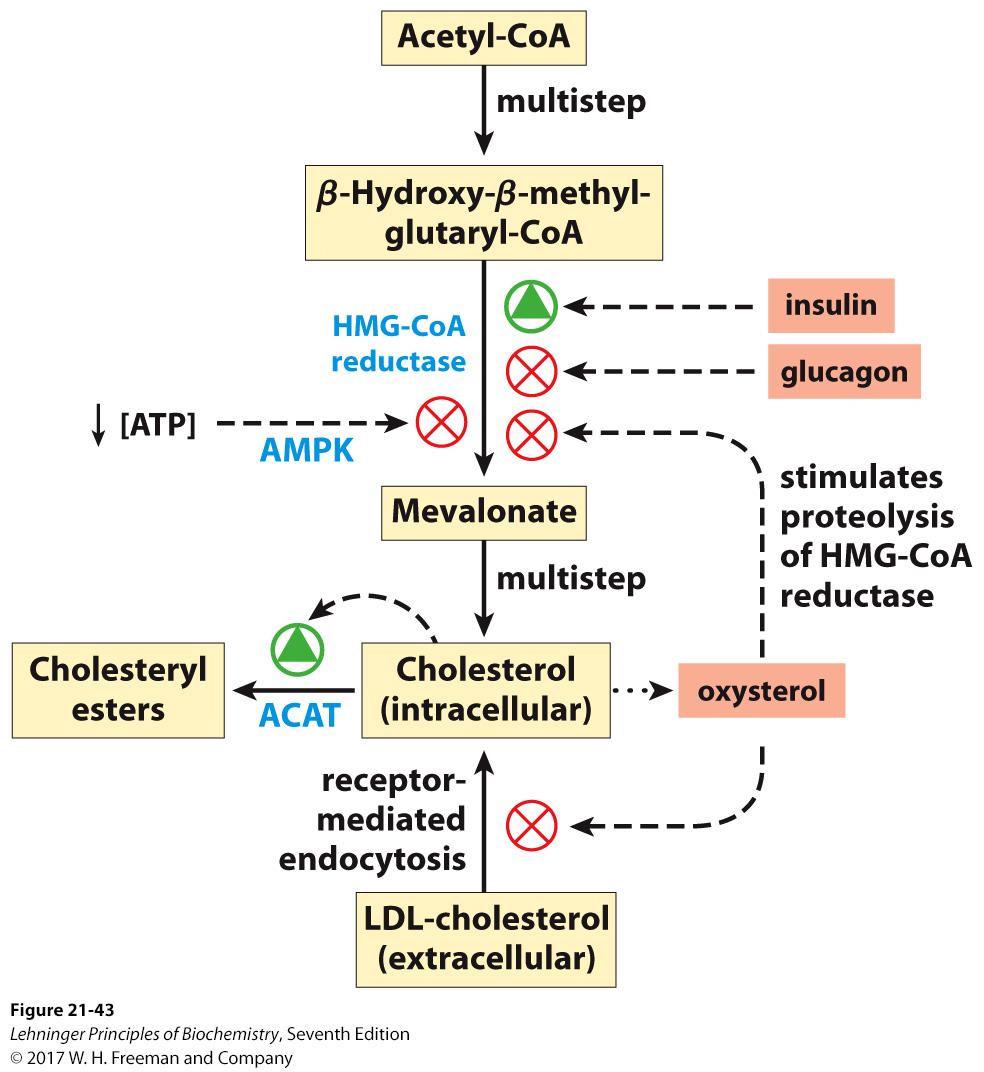 Acetyl-CoA
multistep
β-Hydroxy-β-methyl-
glutaryl-CoA
HMG-CoA
reductase
insulin
glucagon
↓ [ATP]
AMPK
stimulates
proteolysis
of HMG-CoA
reductase
Mevalonate
multistep
Cholesteryl
esters
ACAT
Cholesterol
(intracellular)
oxysterol
receptor-
mediated
endocytosis
LDL-cholesterol
(extracellular)
Figure 21-43
Lehninger Principles of Biochemistry, Seventh Edition
© 2017 W. H. Freeman and Company